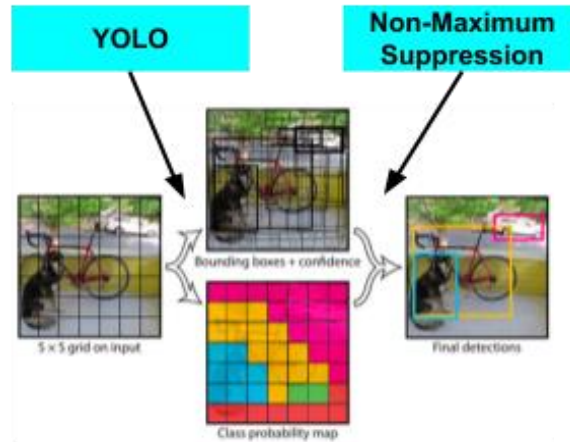 YOLO
Non-Maximum
Suppression
Bounding boxes + confidence
S × S grid on input
Final detections
Class probability map